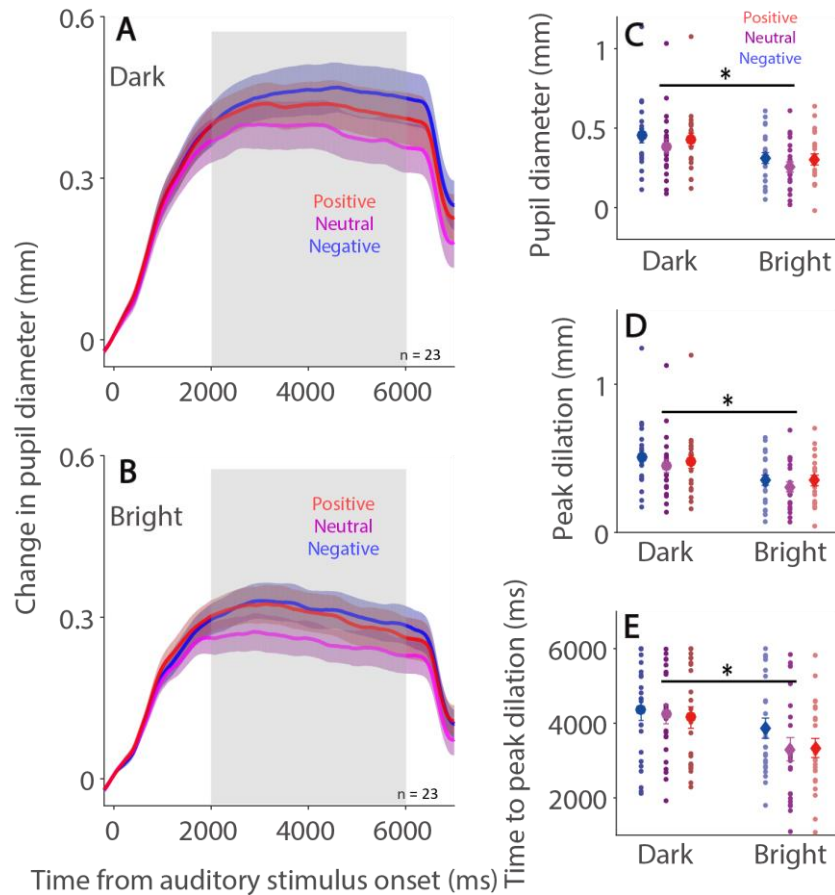 Change in pupil diameter (mm)
A
Dark
0.6
0.3
0
Positive
Neutral
Negative
n = 23
0
2000
4000
6000
B
Bright
0.6
0.3
0
Positive
Neutral
Negative
n = 23
0
2000
4000
6000
Time from auditory stimulus onset (ms)
C
Positive
Neutral
Negative
*
Pupil diameter (mm)
1
0.5
0
Dark
Bright
D
*
Peak dilation (mm)
1
0
Dark
Bright
E
*
Time to peak dilation (ms)
6000
4000
2000
Dark
Bright